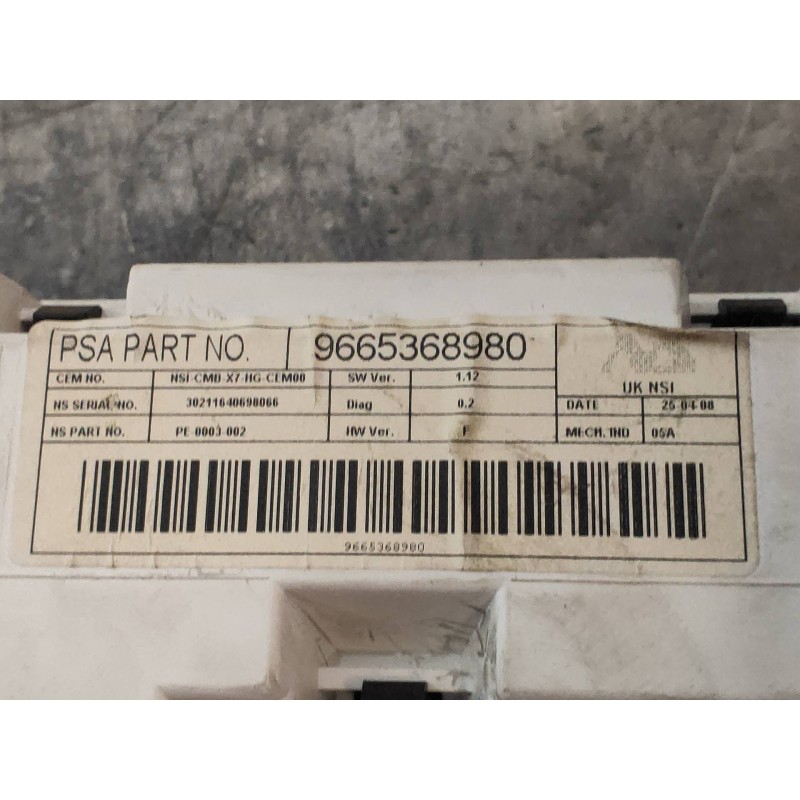 PSA PART NO. 9665368980
UK NSI
CEM NO. NSI-CMB-X7-HG-CEM00 SW Ver. 1.12
NS SERIAL NO. 30211640698066 Diag 0.2 DATE 25-04-08
NS PART NO. PE-0003-002 HW Ver. F MECH. IND 05A
9665368980